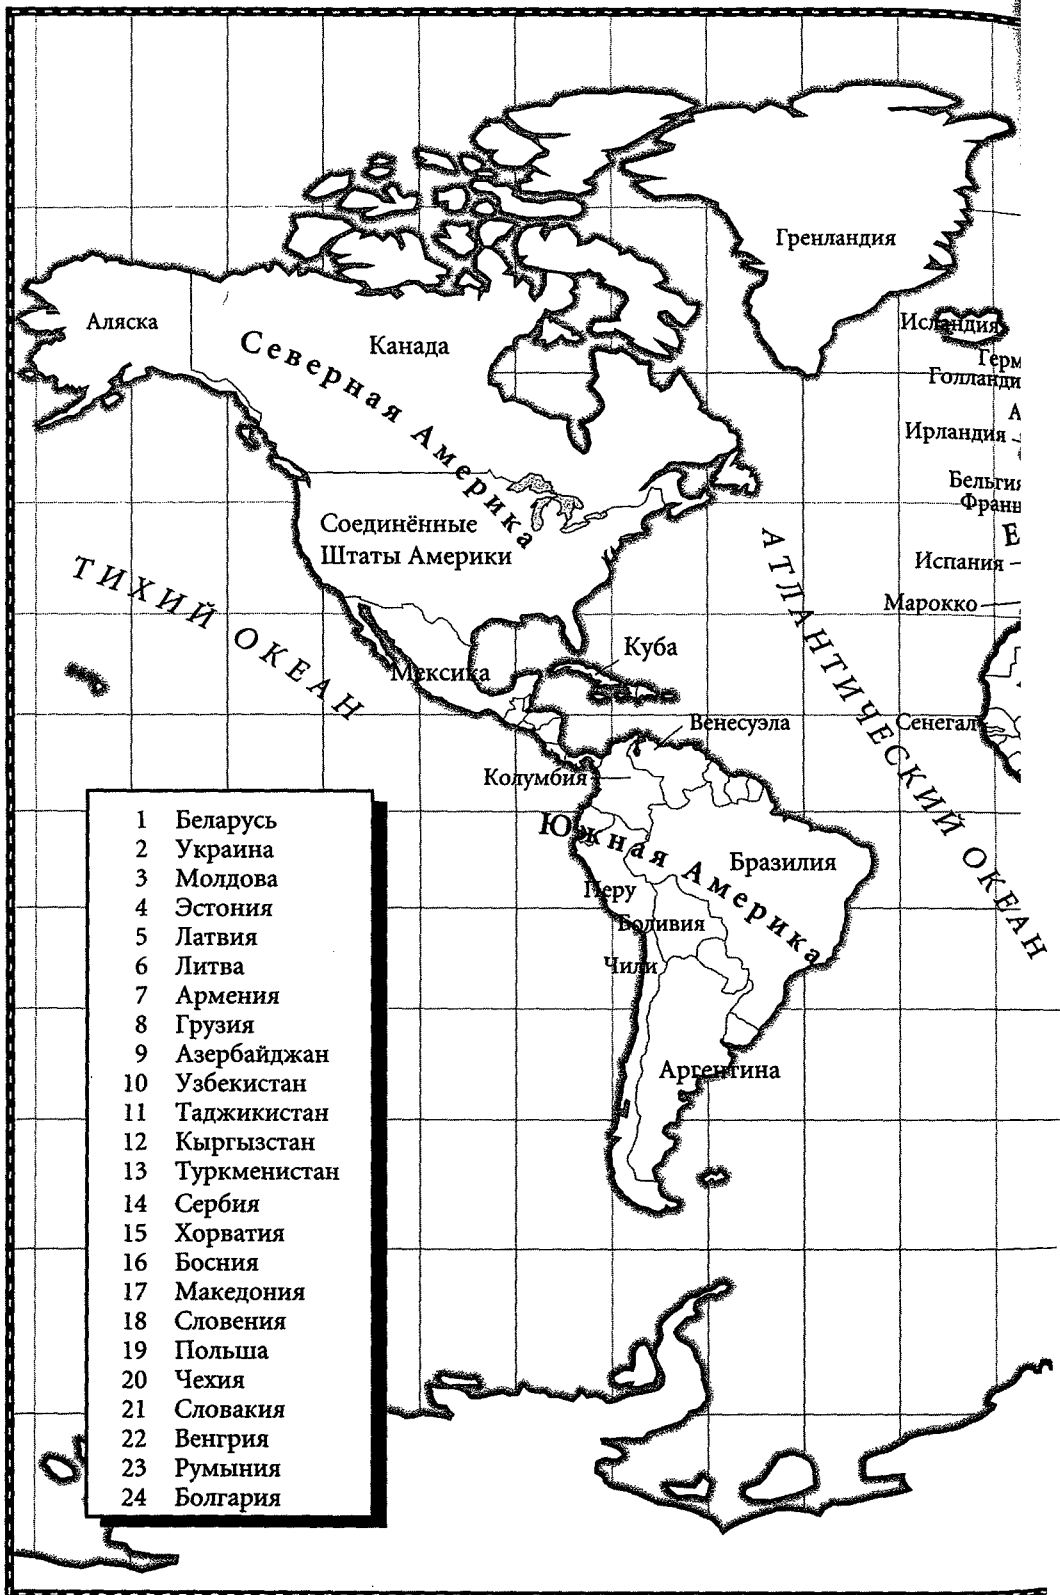 Гренландия
Аляска
Исландия
Северная Америка
Канада
Герм
Голланди
А
Ирландия
Бельгия
Франц
Е
Соединённые
Штаты Америки
Испания
ТИХИЙ ОКЕАН
АТЛАНТИЧЕСКИЙ ОКЕАН
Марокко
Куба
Мексика
Венесуэла
Сенегал
Колумбия
Южная Америка
Бразилия
Перу
Боливия
Чили
Аргентина
1 Беларусь
2 Украина
3 Молдова
4 Эстония
5 Латвия
6 Литва
7 Армения
8 Грузия
9 Азербайджан
10 Узбекистан
11 Таджикистан
12 Кыргызстан
13 Туркменистан
14 Сербия
15 Хорватия
16 Босния
17 Македония
18 Словения
19 Польша
20 Чехия
21 Словакия
22 Венгрия
23 Румыния
24 Болгария